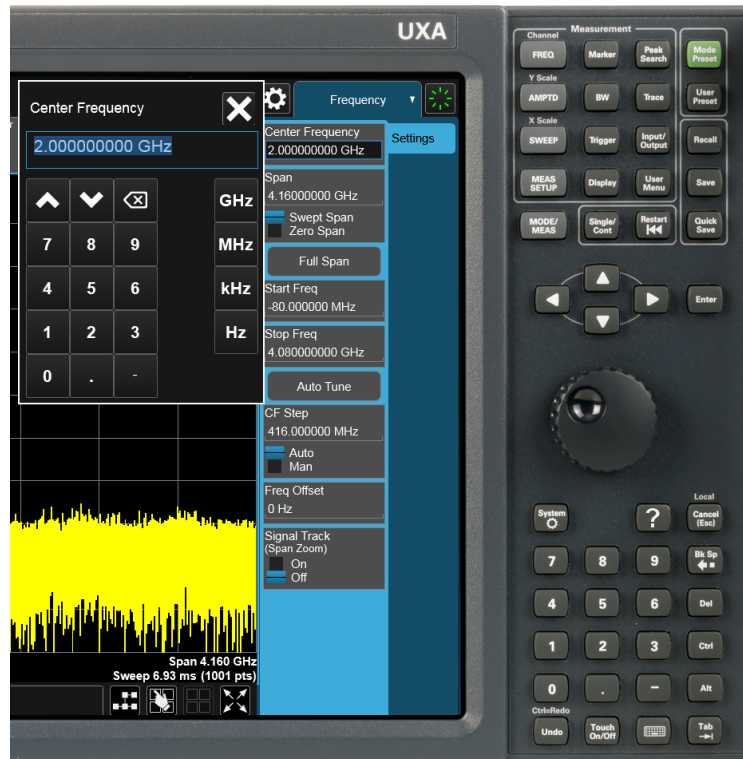 UXA
Center Frequency
2.000000000 GHz
GHz
7 8 9 MHz
4 5 6 kHz
1 2 3 Hz
0 . -
Frequency
Settings
Center Frequency
2.000000000 GHz
Span
4.16000000 GHz
Swept Span
Zero Span
Full Span
Start Freq
-80.000000 MHz
Stop Freq
4.080000000 GHz
Auto Tune
CF Step
416.000000 MHz
Auto
Man
Freq Offset
0 Hz
Signal Track
(Span Zoom)
On
Off
Span 4.160 GHz
Sweep 6.93 ms (1001 pts)
Measurement
Channel
FREQ Marker Peak Search Mode Preset
Y Scale
AMPTD BW Trace User Preset
X Scale
SWEEP Trigger Input/ Output Recall
MEAS SETUP Display User Menu Save
MODE/ MEAS Single/ Cont Restart Quick Save
Enter
Local
System ? Cancel (Esc)
7 8 9 Bk Sp
4 5 6 Del
1 2 3 Ctrl
0 . - Alt
Ctrl=Redo
Undo Touch On/Off Tab